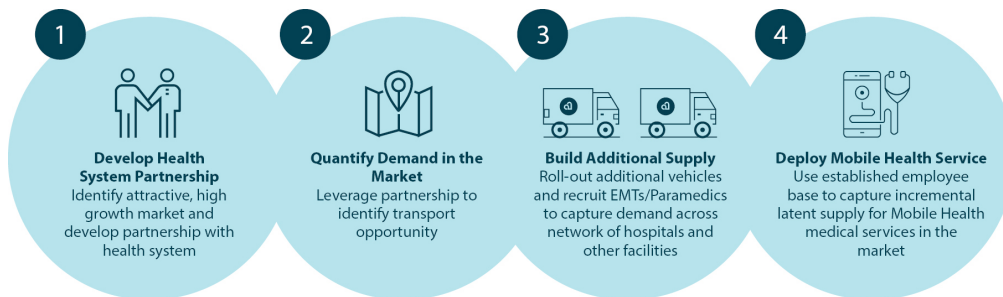 1
Develop Health
System Partnership
Identify attractive, high
growth market and
develop partnership with
health system
2
Quantify Demand in the
Market
Leverage partnership to
identify transport
opportunity
3
Build Additional Supply
Roll-out additional vehicles
and recruit EMTs/Paramedics
to capture demand across
network of hospitals and
other facilities
4
Deploy Mobile Health Service
Use established employee
base to capture incremental
latent supply for Mobile Health
medical services in the
market